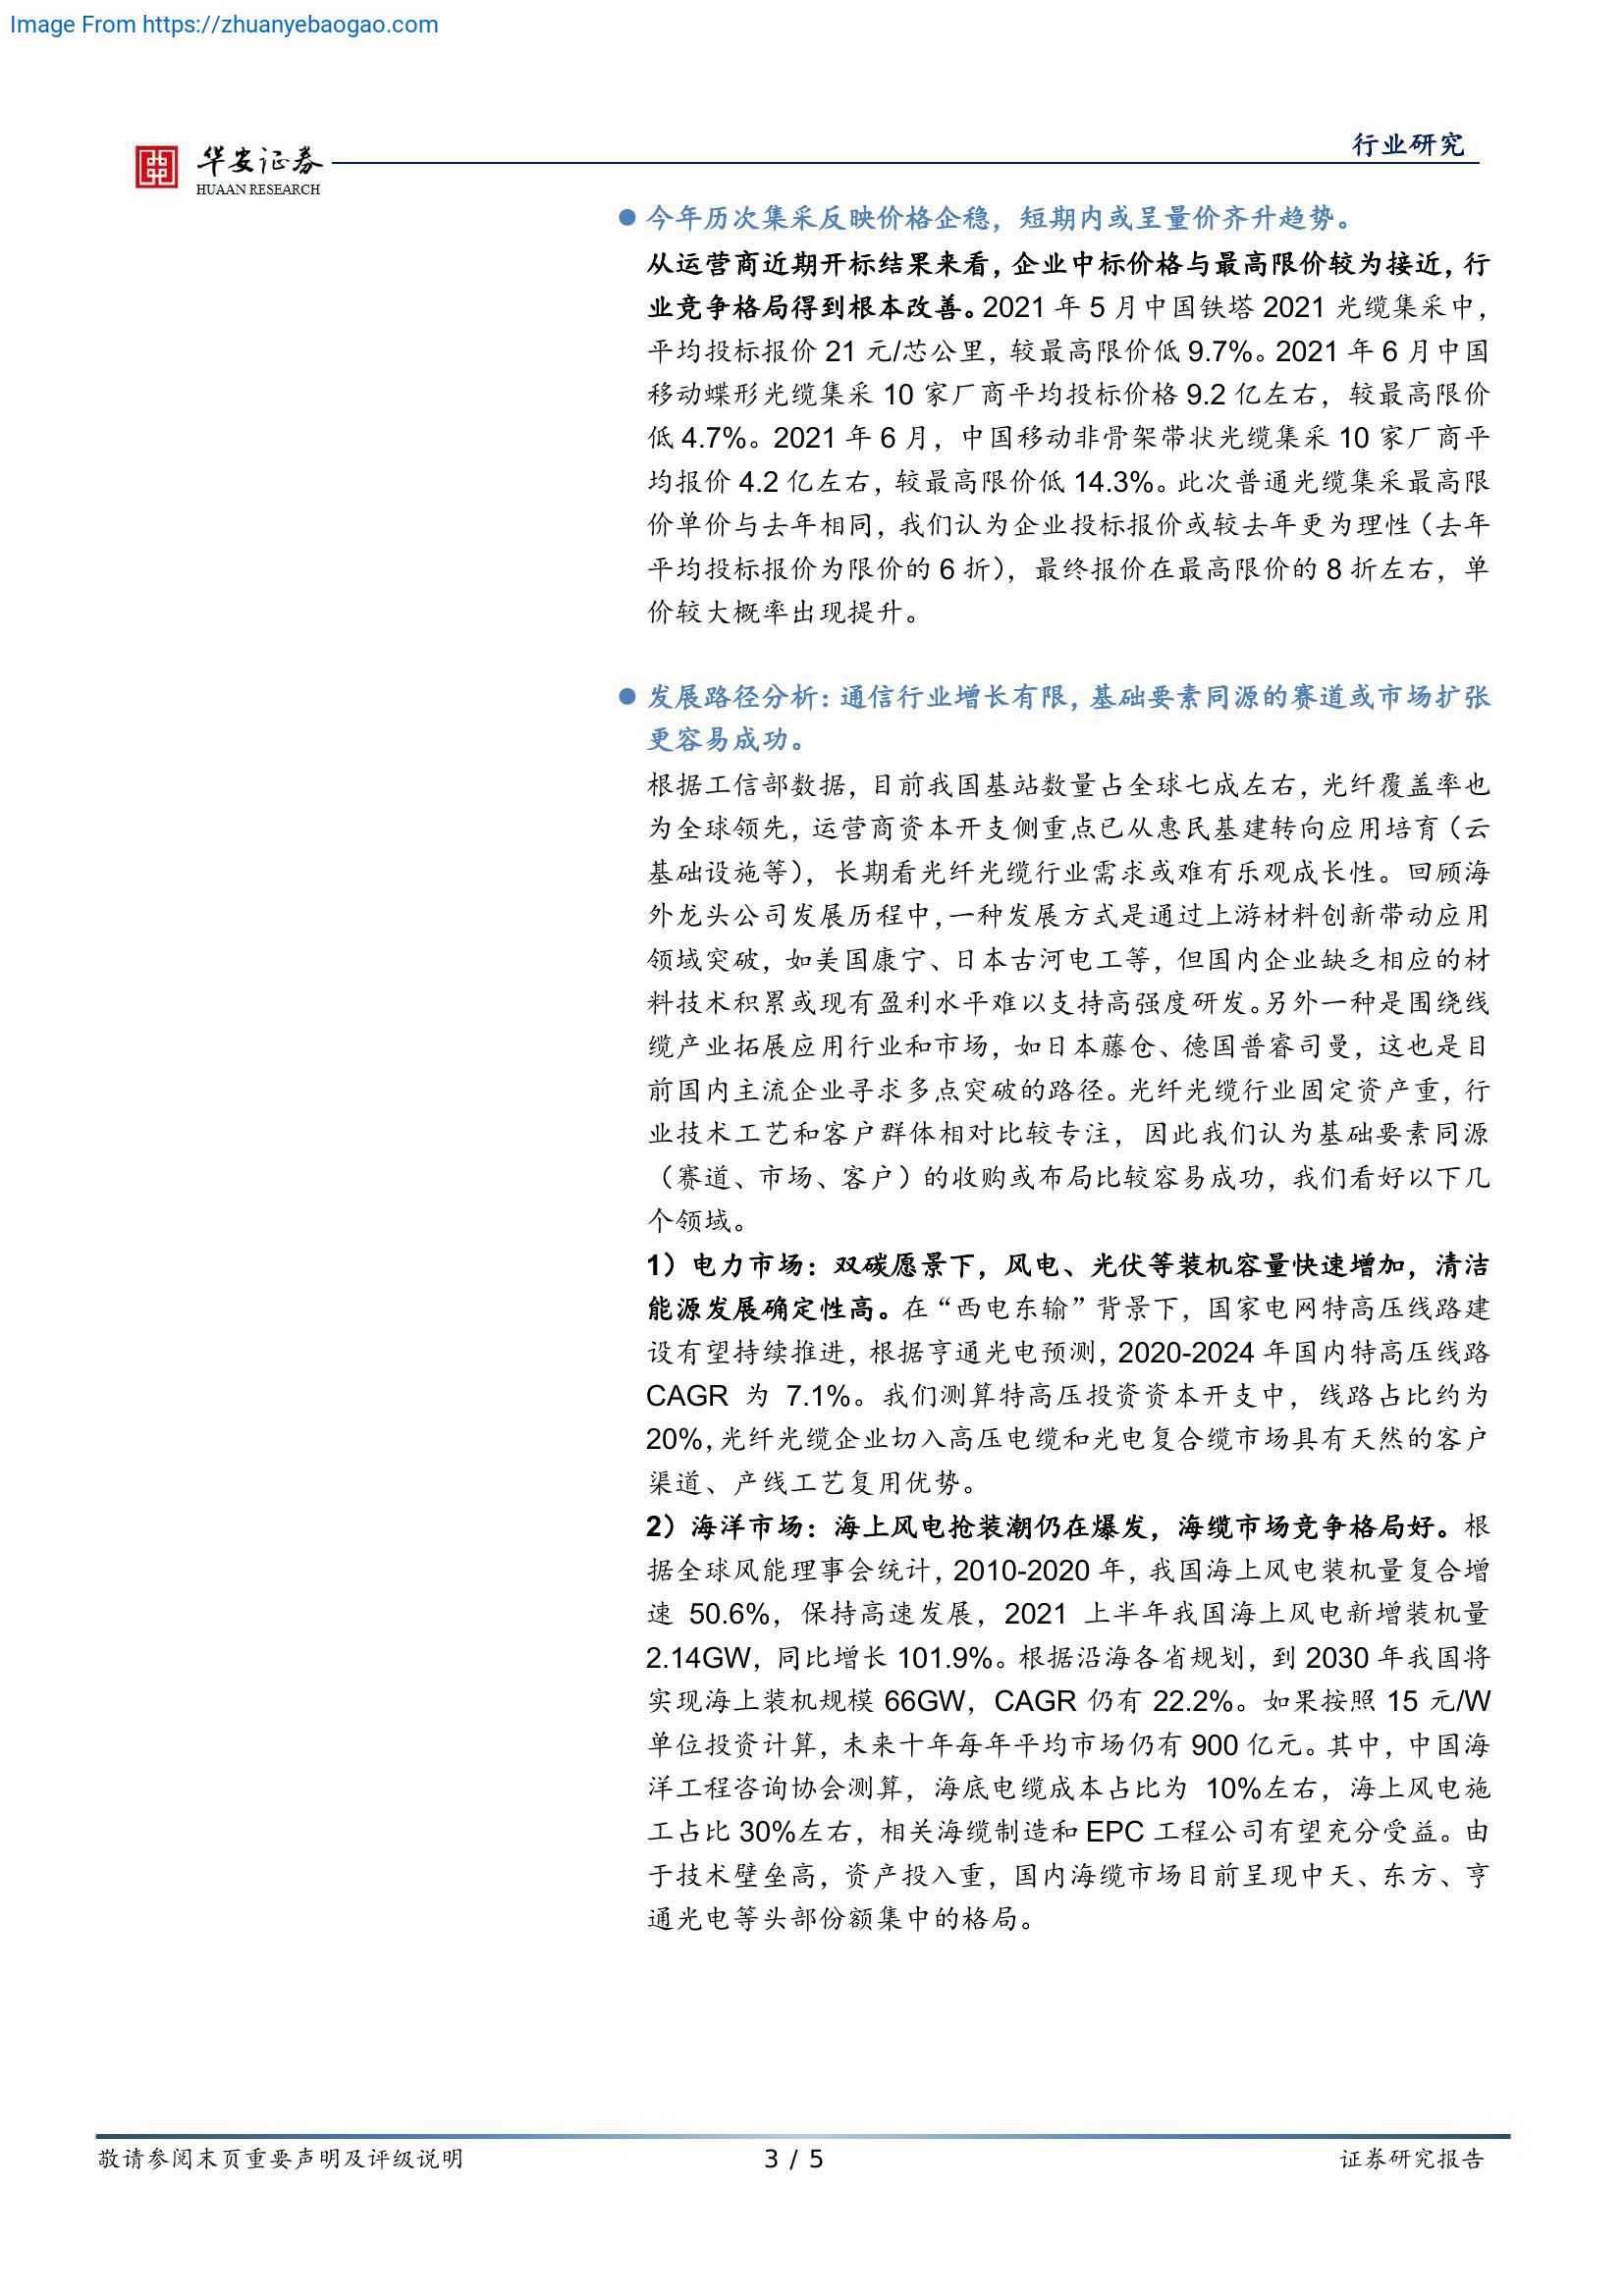 Image From https://zhuanyebaogao.com
华安证券
HUAAN RESEARCH
行业研究
● 今年历次集采反映价格企稳，短期内或呈量价齐升趋势。
从运营商近期开标结果来看，企业中标价格与最高限价较为接近，行
业竞争格局得到根本改善。2021 年 5 月中国铁塔 2021 光缆集采中，
平均投标报价 21 元/芯公里，较最高限价低 9.7%。2021 年 6 月中国
移动蝶形光缆集采 10 家厂商平均投标价格 9.2 亿左右，较最高限价
低 4.7%。2021 年 6 月，中国移动非骨架带状光缆集采 10 家厂商平
均报价 4.2 亿左右，较最高限价低 14.3%。此次普通光缆集采最高限
价单价与去年相同，我们认为企业投标报价或较去年更为理性（去年
平均投标报价为限价的 6 折），最终报价在最高限价的 8 折左右，单
价较大概率出现提升。
● 发展路径分析：通信行业增长有限，基础要素同源的赛道或市场扩张
更容易成功。
根据工信部数据，目前我国基站数量占全球七成左右，光纤覆盖率也
为全球领先，运营商资本开支侧重点已从惠民基建转向应用培育（云
基础设施等），长期看光纤光缆行业需求或难有乐观成长性。回顾海
外龙头公司发展历程中，一种发展方式是通过上游材料创新带动应用
领域突破，如美国康宁、日本古河电工等，但国内企业缺乏相应的材
料技术积累或现有盈利水平难以支持高强度研发。另外一种是围绕线
缆产业拓展应用行业和市场，如日本藤仓、德国普睿司曼，这也是目
前国内主流企业寻求多点突破的路径。光纤光缆行业固定资产重，行
业技术工艺和客户群体相对比较专注，因此我们认为基础要素同源
（赛道、市场、客户）的收购或布局比较容易成功，我们看好以下几
个领域。
1）电力市场：双碳愿景下，风电、光伏等装机容量快速增加，清洁
能源发展确定性高。在“西电东输”背景下，国家电网特高压线路建
设有望持续推进，根据亨通光电预测，2020-2024 年国内特高压线路
CAGR 为 7.1%。我们测算特高压投资资本开支中，线路占比约为
20%，光纤光缆企业切入高压电缆和光电复合缆市场具有天然的客户
渠道、产线工艺复用优势。
2）海洋市场：海上风电抢装潮仍在爆发，海缆市场竞争格局好。根
据全球风能理事会统计，2010-2020 年，我国海上风电装机量复合增
速 50.6%，保持高速发展，2021 上半年我国海上风电新增装机量
2.14GW，同比增长 101.9%。根据沿海各省规划，到 2030 年我国将
实现海上装机规模 66GW，CAGR 仍有 22.2%。如果按照 15 元/W
单位投资计算，未来十年每年平均市场仍有 900 亿元。其中，中国海
洋工程咨询协会测算，海底电缆成本占比为 10%左右，海上风电施
工占比 30%左右，相关海缆制造和 EPC 工程公司有望充分受益。由
于技术壁垒高，资产投入重，国内海缆市场目前呈现中天、东方、亨
通光电等头部份额集中的格局。
敬请参阅末页重要声明及评级说明
3 / 5
证券研究报告